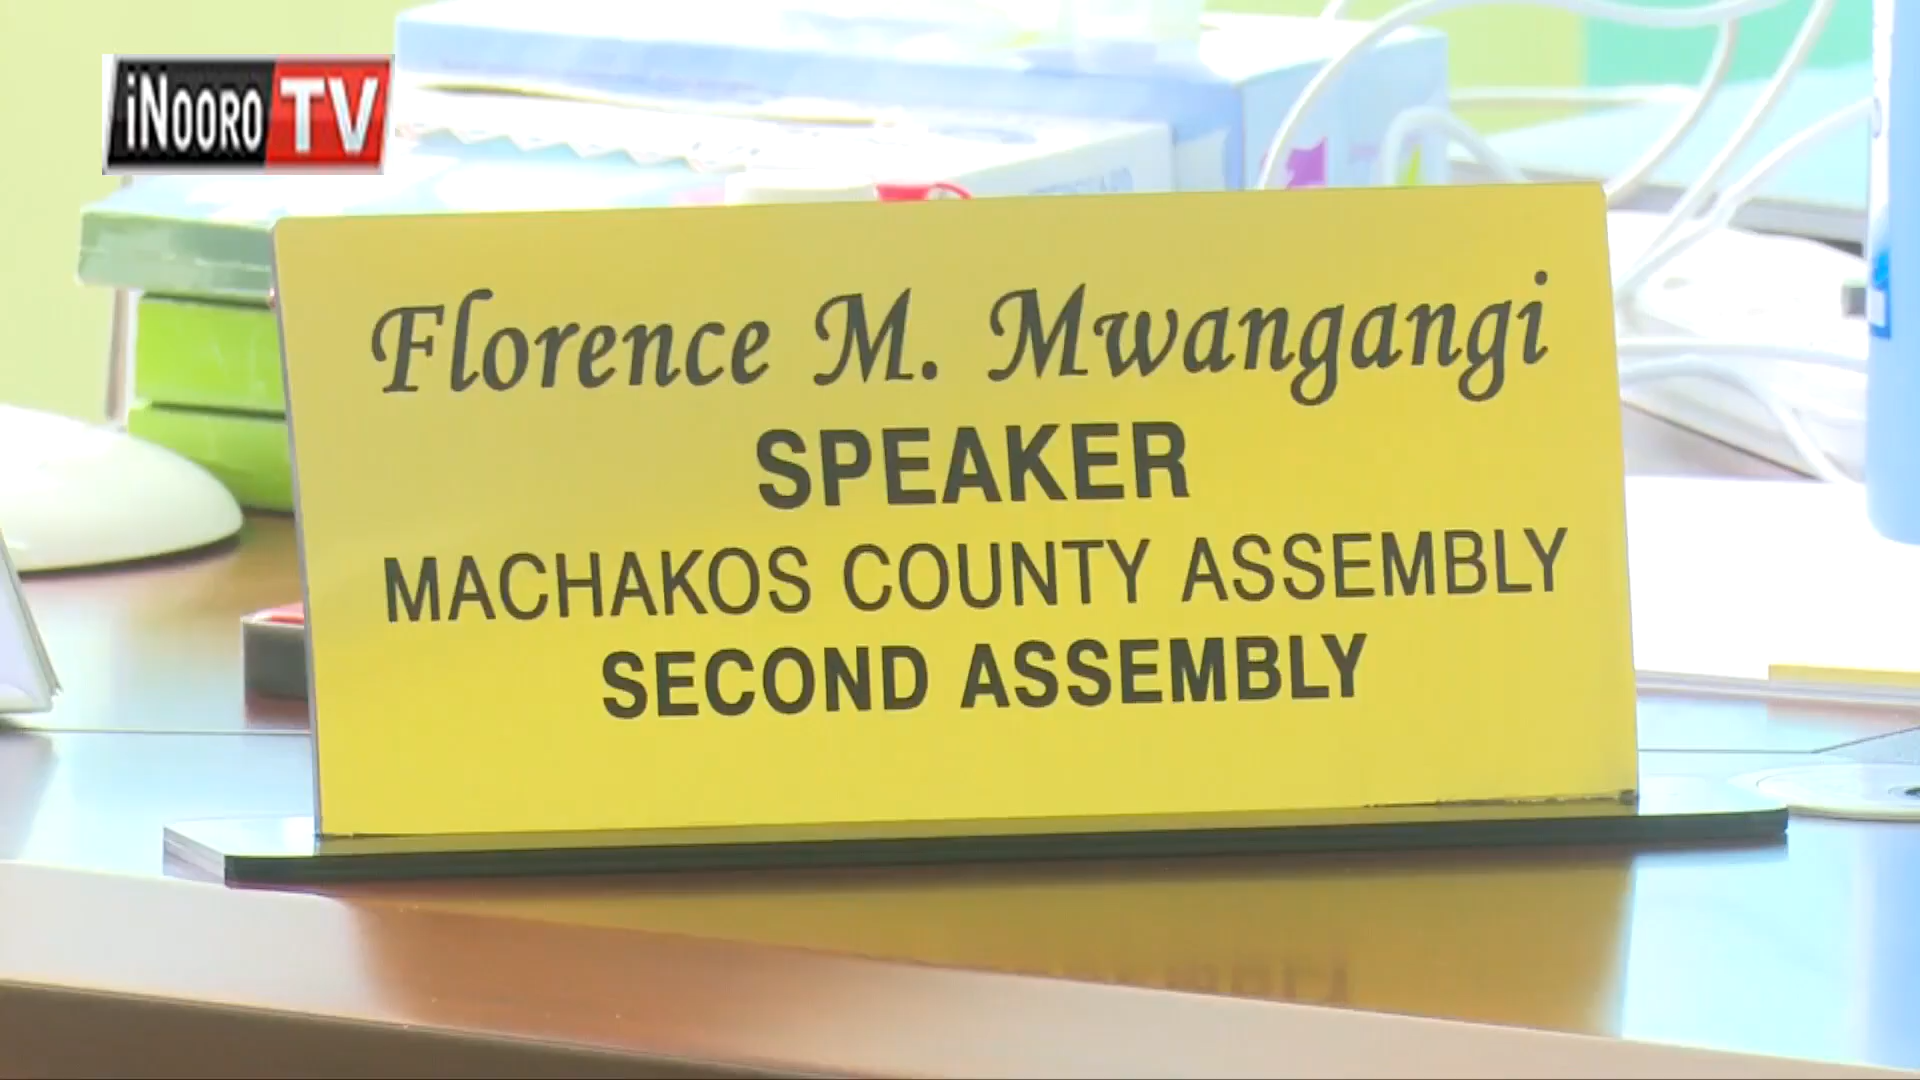 iNOORO TV
Florence M. Mwangangi
SPEAKER
MACHAKOS COUNTY ASSEMBLY
SECOND ASSEMBLY